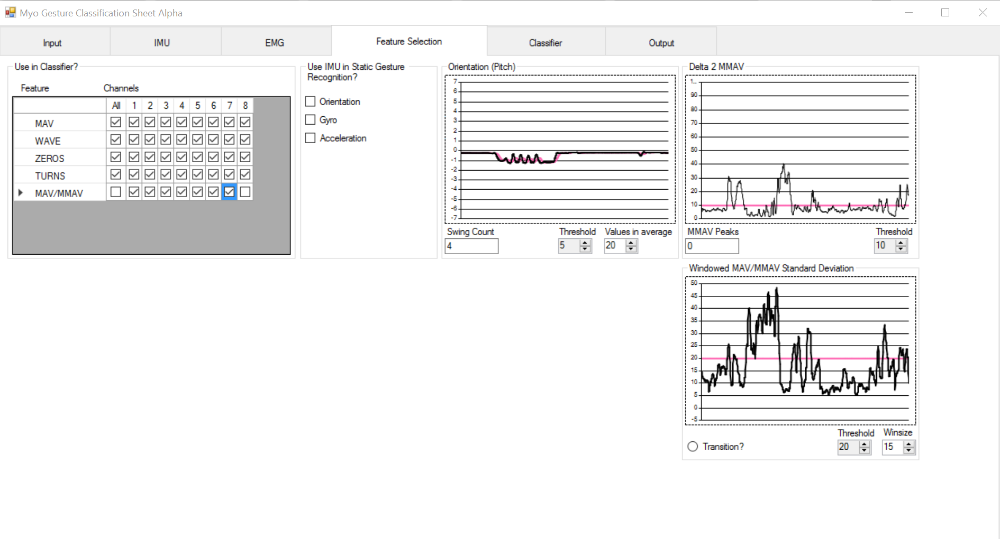 Myo Gesture Classification Sheet Alpha
Input IMU EMG Feature Selection Classifier Output
Use in Classifier?
Feature Channels
All 1 2 3 4 5 6 7 8
MAV
WAVE
ZEROS
TURNS
MAV/MMAV
Use IMU in Static Gesture
Recognition?
Orientation
Gyro
Acceleration
Orientation (Pitch)
7
6
5
4
3
2
1
0
-1
-2
-3
-4
-5
-6
-7
Swing Count Threshold Values in average
4 5 20
Delta 2 MMAV
1...
90
80
70
60
50
40
30
20
10
0
MMAV Peaks Threshold
0 10
Windowed MAV/MMAV Standard Deviation
50
45
40
35
30
25
20
15
10
5
0
-5
Threshold Winsize
Transition? 20 15